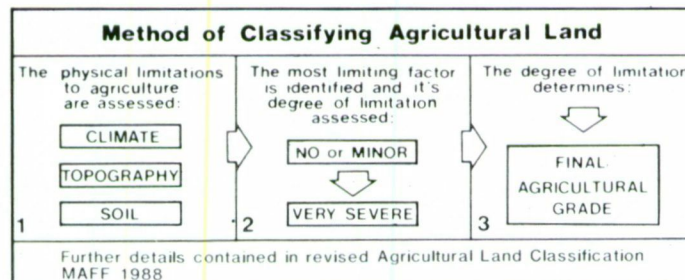 Method of Classifying Agricultural Land
The physical limitations
to agriculture
are assessed:
CLIMATE
TOPOGRAPHY
SOIL
1
The most limiting factor
is identified and it's
degree of limitation
assessed:
NO or MINOR
VERY SEVERE
2
The degree of limitation
determines:
FINAL
AGRICULTURAL
GRADE
3
Further details contained in revised Agricultural Land Classification
MAFF 1988